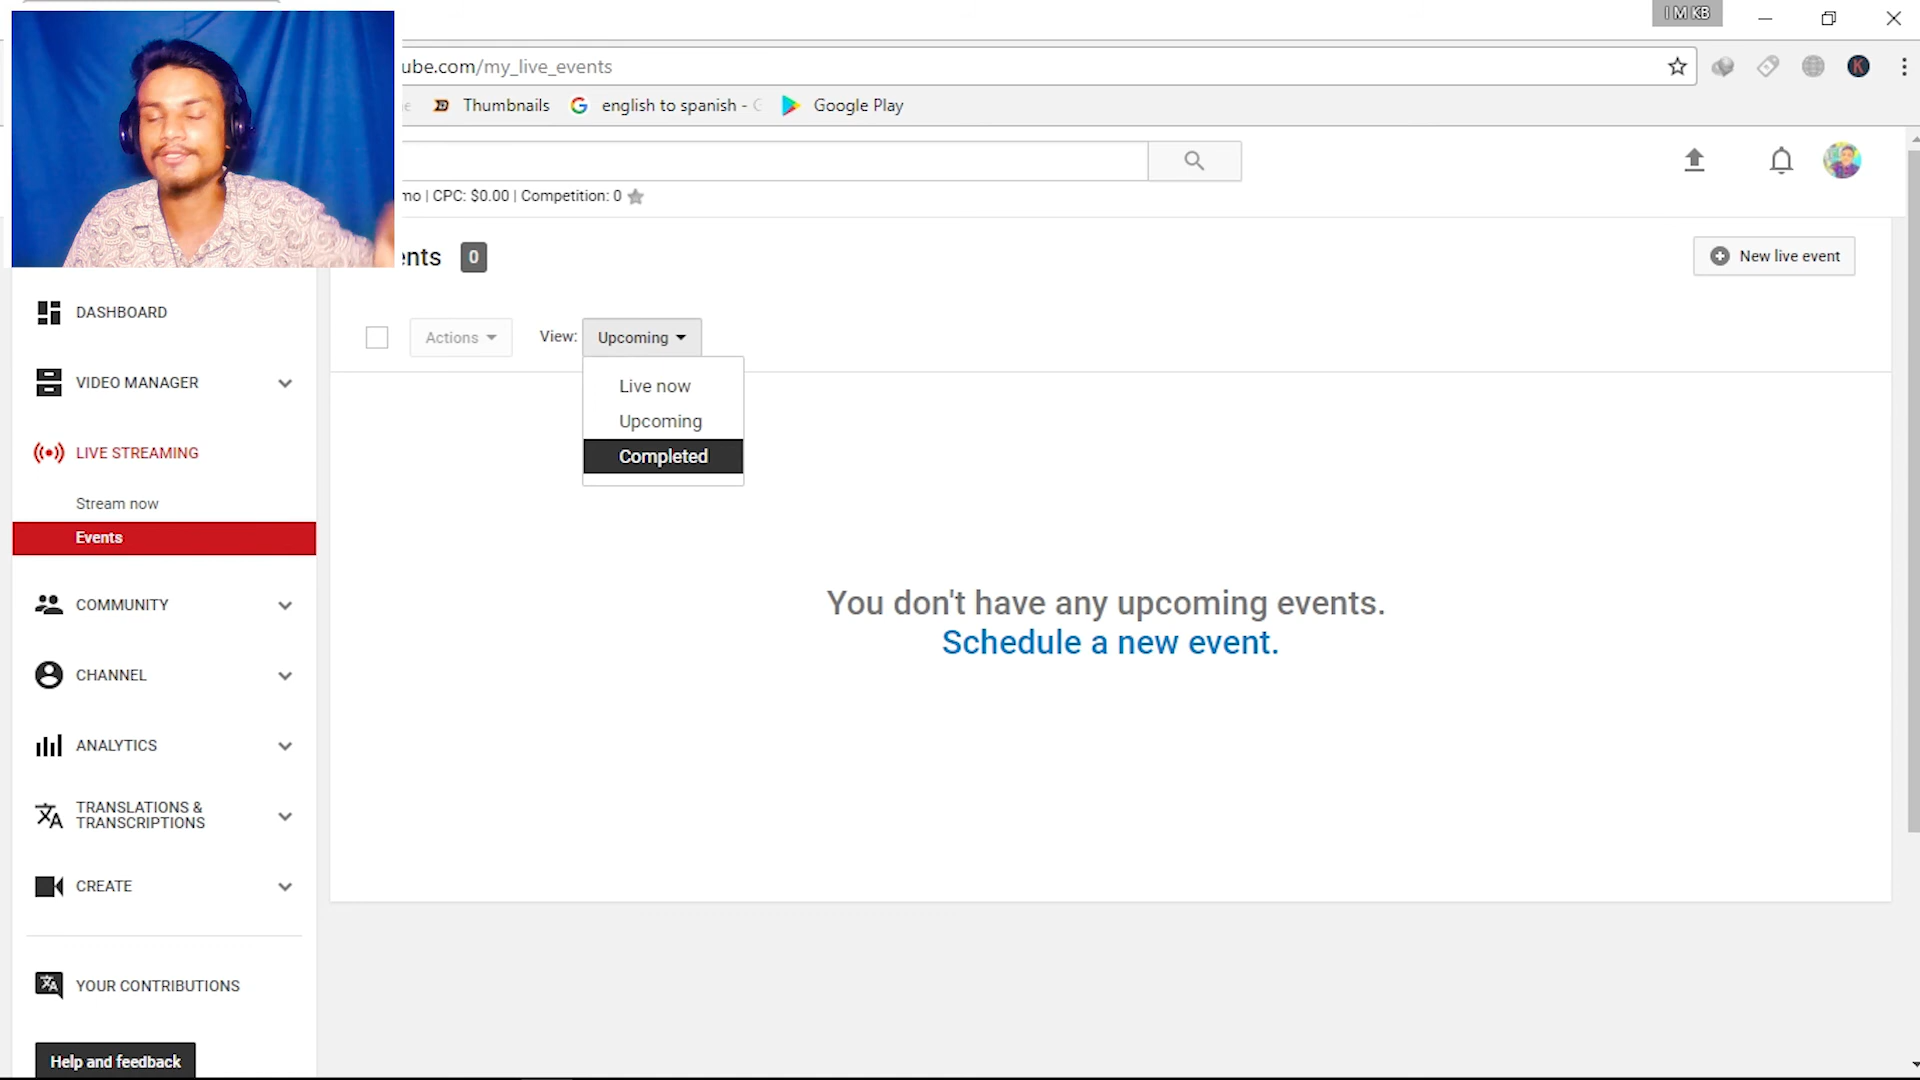 I M KB
ube.com/my_live_events
Thumbnails
english to spanish -
Google Play
mo | CPC: $0.00 | Competition: 0
ents 0
New live event
Actions
View:
Upcoming
Live now
Upcoming
Completed
You don't have any upcoming events.
Schedule a new event.
DASHBOARD
VIDEO MANAGER
LIVE STREAMING
Stream now
Events
COMMUNITY
CHANNEL
ANALYTICS
TRANSLATIONS &
TRANSCRIPTIONS
CREATE
YOUR CONTRIBUTIONS
Help and feedback